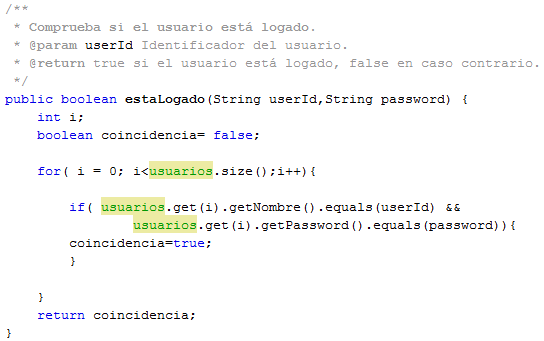 /**
 * Comprueba si el usuario está logado.
 * @param userId Identificador del usuario.
 * @return true si el usuario está logado, false en caso contrario.
 */
public boolean estaLogado(String userId,String password) {
    int i;
    boolean coincidencia= false;

    for( i = 0; i<usuarios.size();i++){

        if( usuarios.get(i).getNombre().equals(userId) &&
                usuarios.get(i).getPassword().equals(password)){
        coincidencia=true;
        }

    }
    return coincidencia;
}